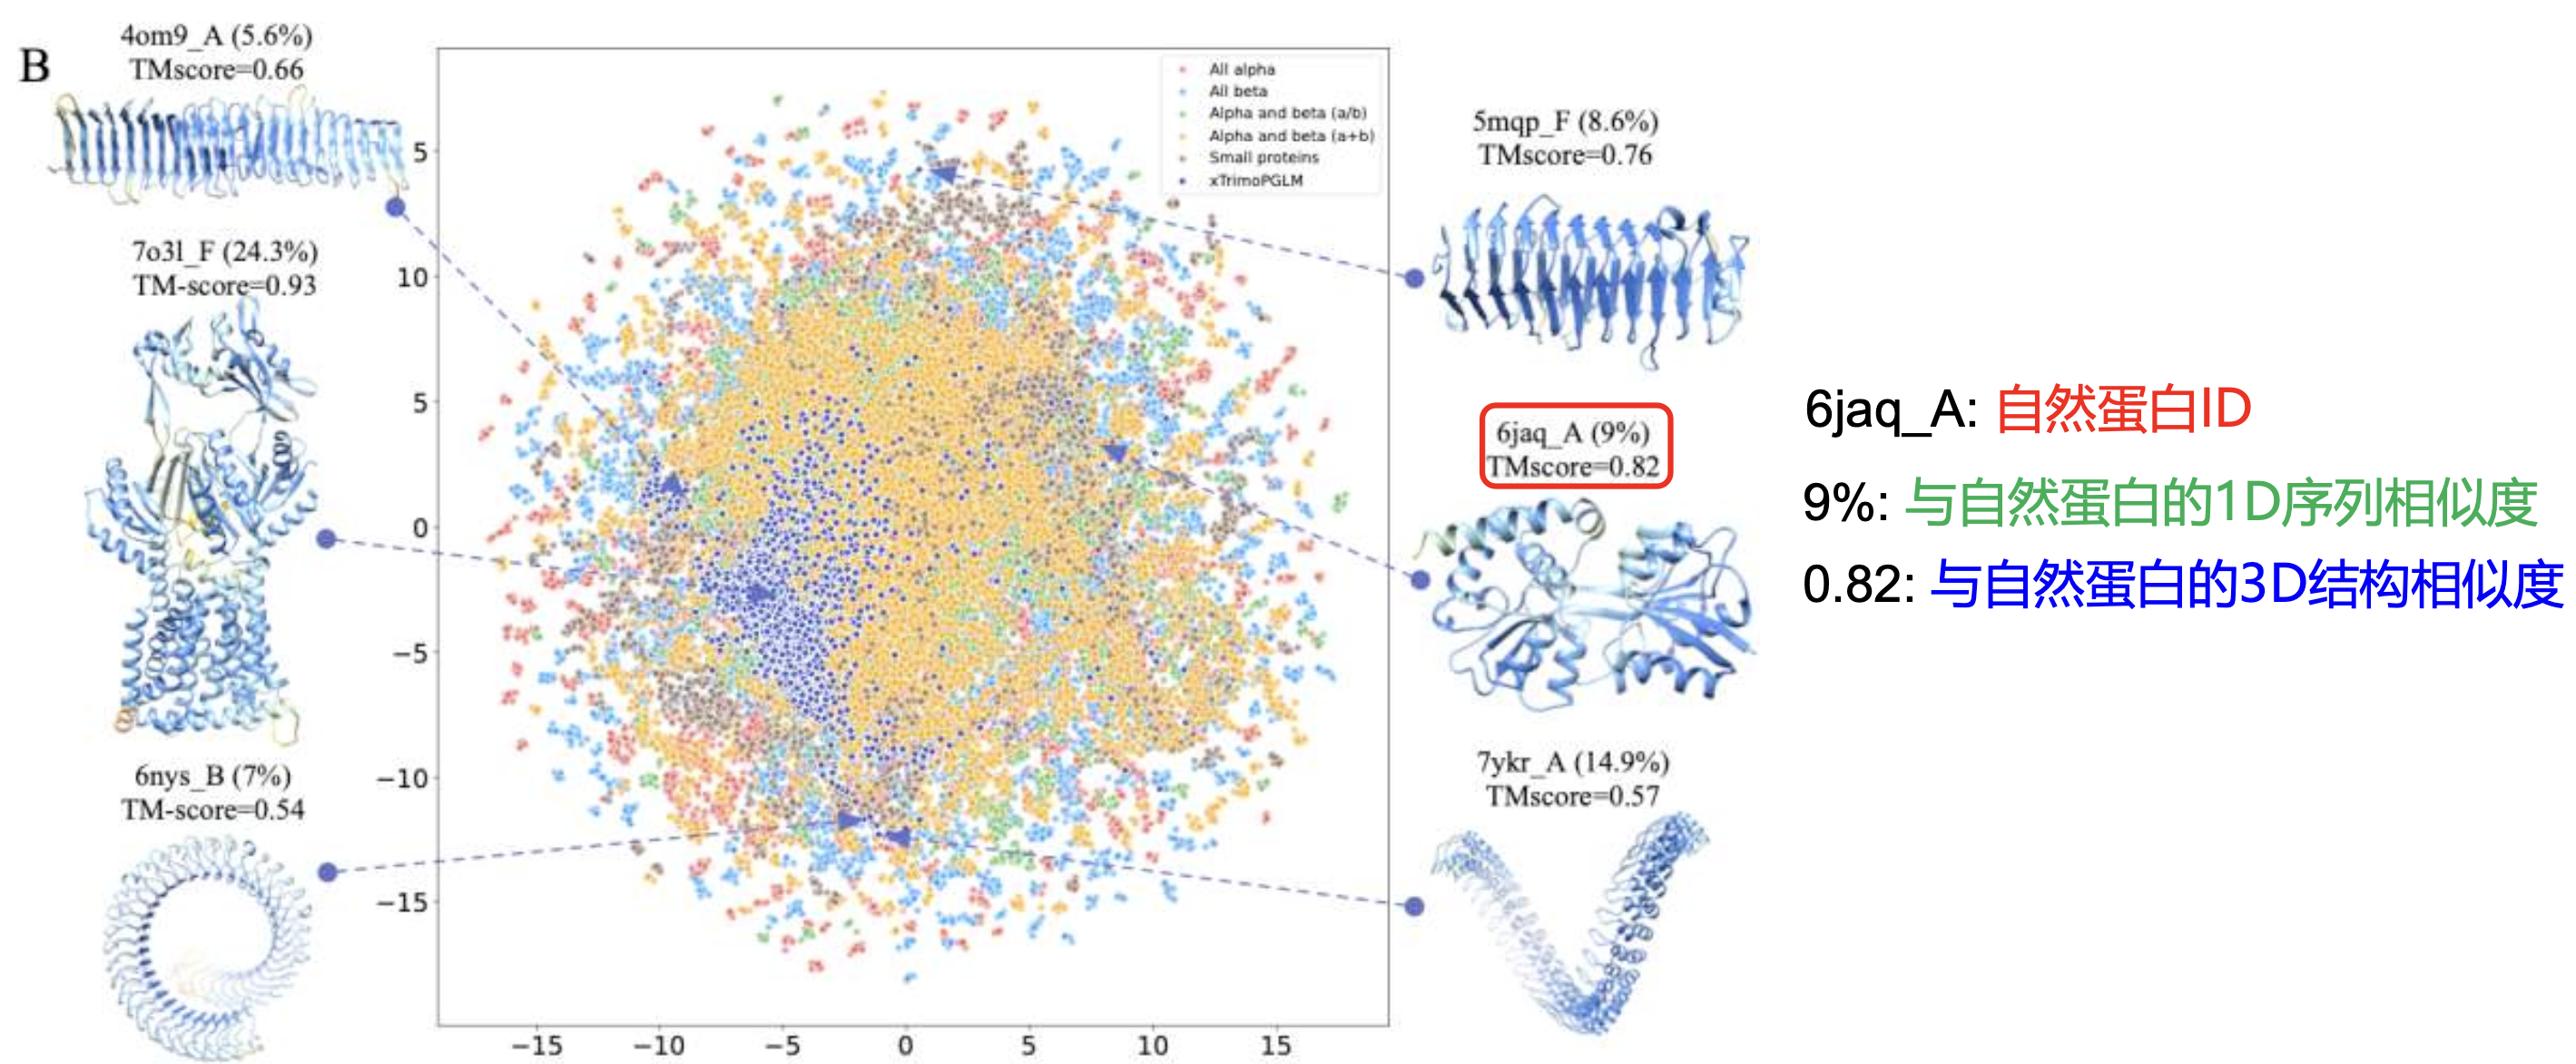 B
4om9_A (5.6%)
TMscore=0.66
7o3l_F (24.3%)
TM-score=0.93
6nys_B (7%)
TM-score=0.54
5
10
5
0
−5
−10
−15
−15
−10
−5
0
5
10
15
All alpha
All beta
Alpha and beta (a/b)
Alpha and beta (a+b)
Small proteins
xTrimoPGLM
5mqp_F (8.6%)
TMscore=0.76
6jaq_A (9%)
TMscore=0.82
7ykr_A (14.9%)
TMscore=0.57
6jaq_A: 自然蛋白ID
9%: 与自然蛋白的1D序列相似度
0.82: 与自然蛋白的3D结构相似度